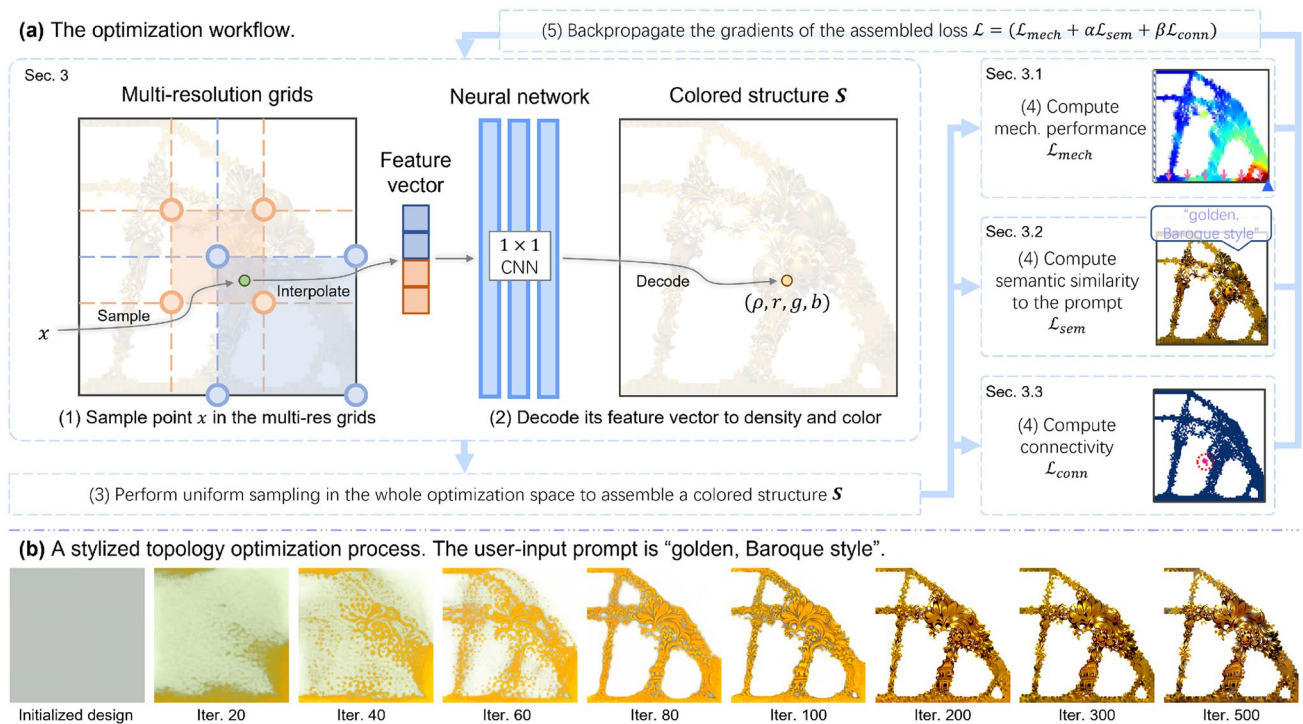 (a) The optimization workflow.
(5) Backpropagate the gradients of the assembled loss ℒ = (ℒ_mech + αℒ_sem + βℒ_conn)
Sec. 3
Multi-resolution grids
Neural network
Colored structure S
Feature
vector
1 × 1
CNN
Sample
Interpolate
Decode
x
(ρ, r, g, b)
(1) Sample point x in the multi-res grids
(2) Decode its feature vector to density and color
(3) Perform uniform sampling in the whole optimization space to assemble a colored structure S
Sec. 3.1
(4) Compute
mech. performance
ℒ_mech
Sec. 3.2
(4) Compute
semantic similarity
to the prompt
ℒ_sem
"golden,
Baroque style"
Sec. 3.3
(4) Compute
connectivity
ℒ_conn
(b) A stylized topology optimization process. The user-input prompt is "golden, Baroque style".
Initialized design
Iter. 20
Iter. 40
Iter. 60
Iter. 80
Iter. 100
Iter. 200
Iter. 300
Iter. 500